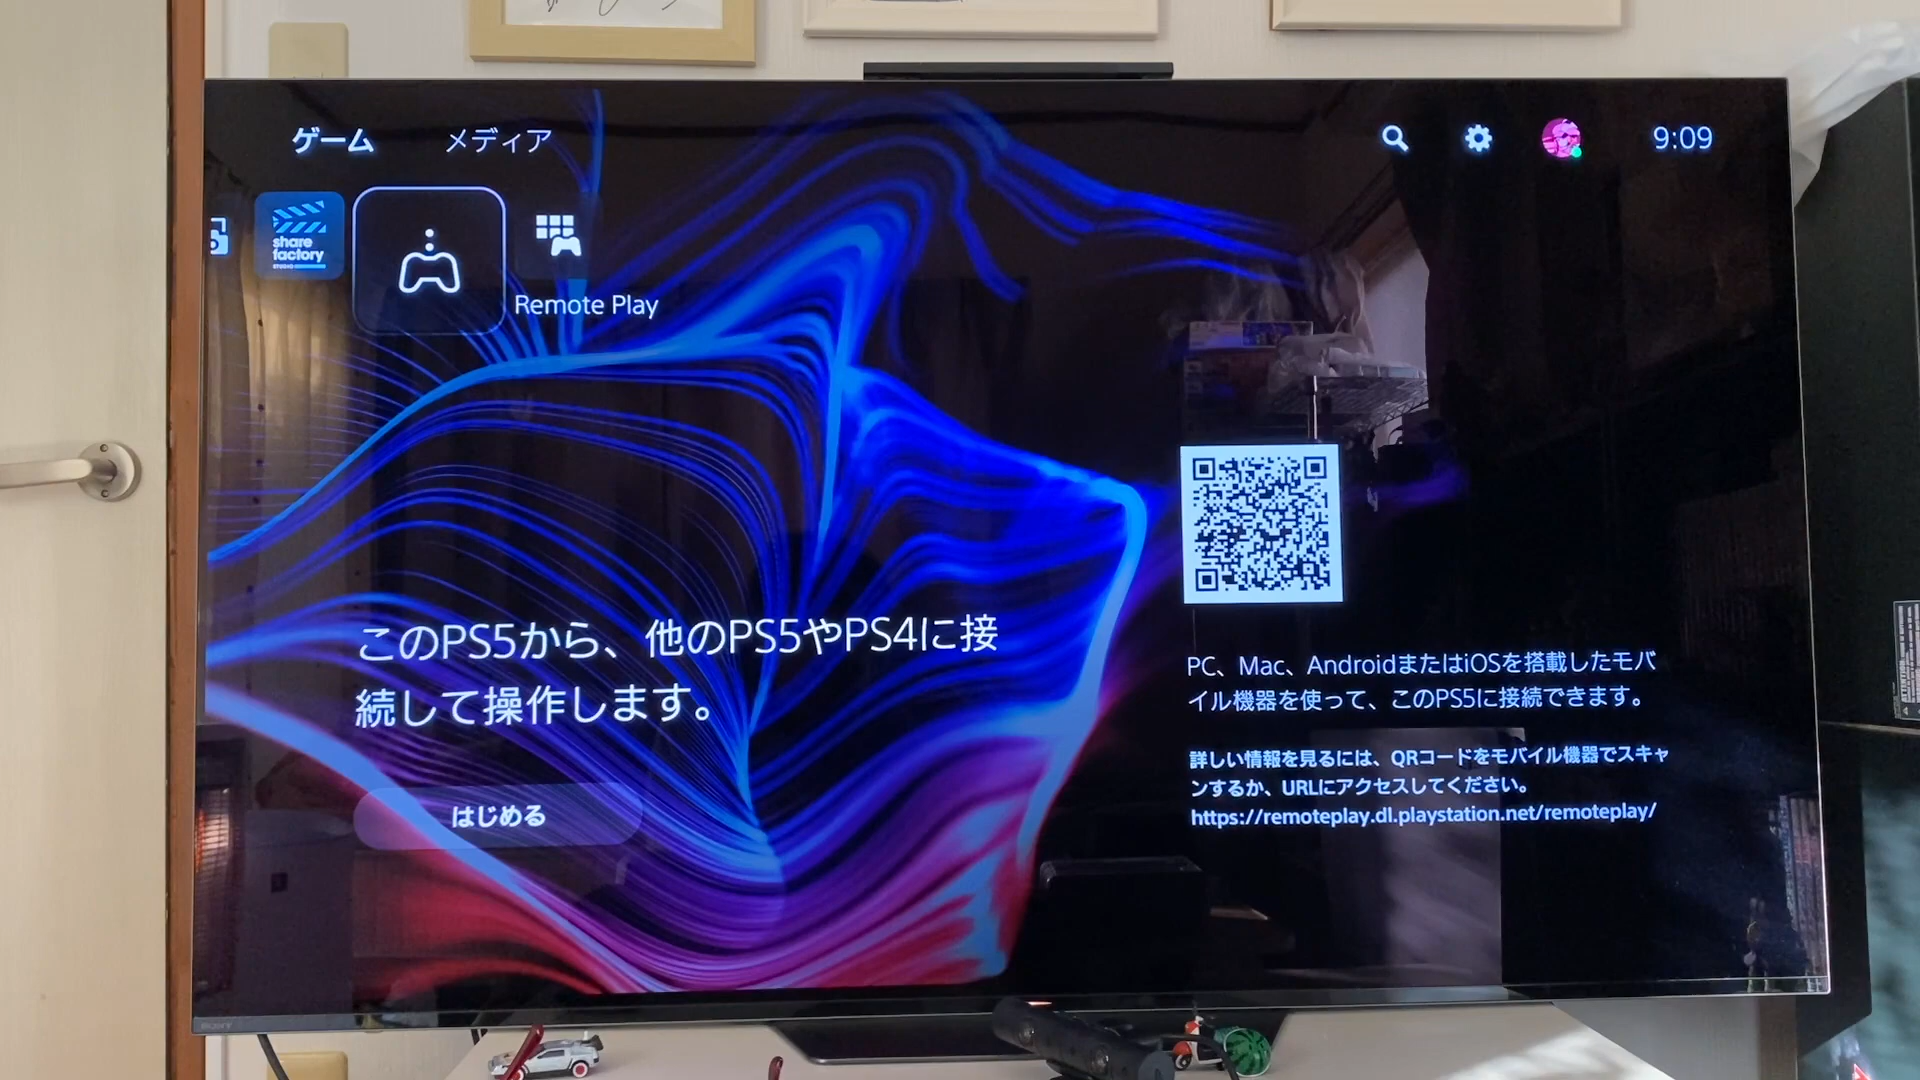 ゲーム メディア 9:09
share
factory
STUDIO
Remote Play
このPS5から、他のPS5やPS4に接
続して操作します。
はじめる
PC、Mac、AndroidまたはiOSを搭載したモバ
イル機器を使って、このPS5に接続できます。
詳しい情報を見るには、QRコードをモバイル機器でスキャ
ンするか、URLにアクセスしてください。
https://remoteplay.dl.playstation.net/remoteplay/
SONY